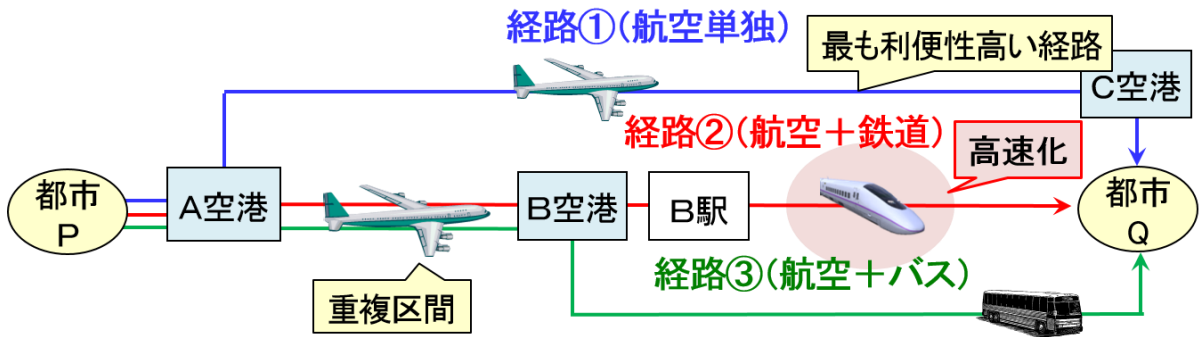 経路①(航空単独)
最も利便性高い経路
C空港
経路②(航空+鉄道)
高速化
都市
P
A空港
B空港
B駅
都市
Q
経路③(航空+バス)
重複区間